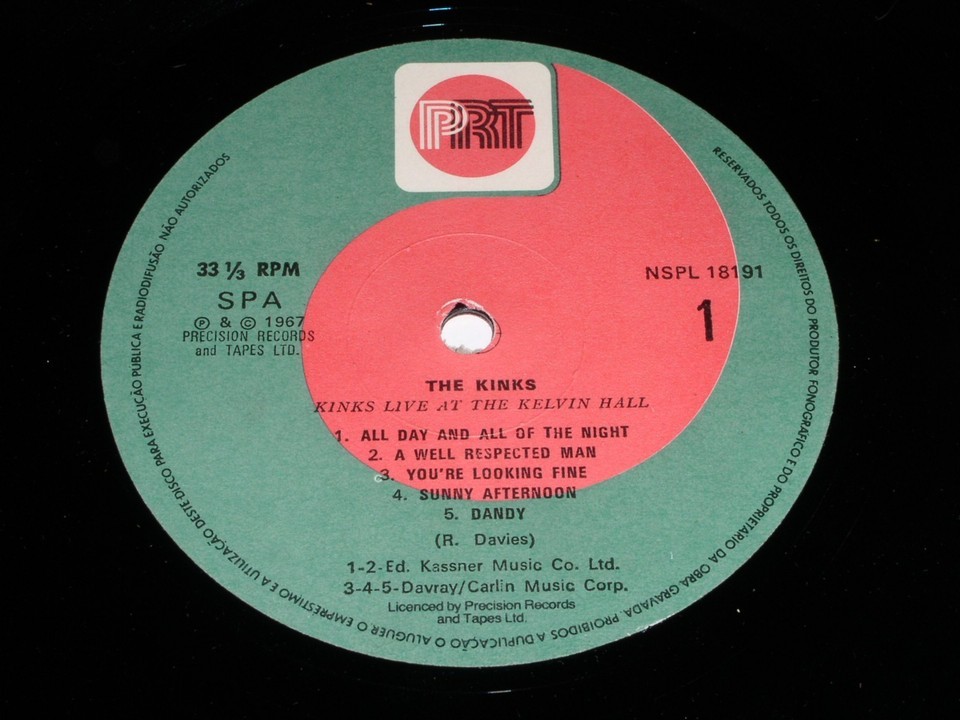 PRT
33 1/3 RPM
SPA
Ⓟ & © 1967
PRECISION RECORDS
and TAPES LTD.
NSPL 18191
1
THE KINKS
KINKS LIVE AT THE KELVIN HALL
1. ALL DAY AND ALL OF THE NIGHT
2. A WELL RESPECTED MAN
3. YOU'RE LOOKING FINE
4. SUNNY AFTERNOON
5. DANDY
(R. Davies)
1-2-Ed. Kassner Music Co. Ltd.
3-4-5-Davray/Carlin Music Corp.
Licenced by Precision Records
and Tapes Ltd.
RESERVADOS TODOS OS DIREITOS DO PRODUTOR FONOGRAFICO E DO PROPRIETARIO DA OBRA GRAVADA. PROIBIDOS A DUPLICAÇÃO O ALUGUER O EMPRESTIMO E A UTILIZAÇÃO DESTE DISCO PARA EXECUÇÃO PUBLICA E RADIODIFUSÃO NÃO AUTORIZADOS